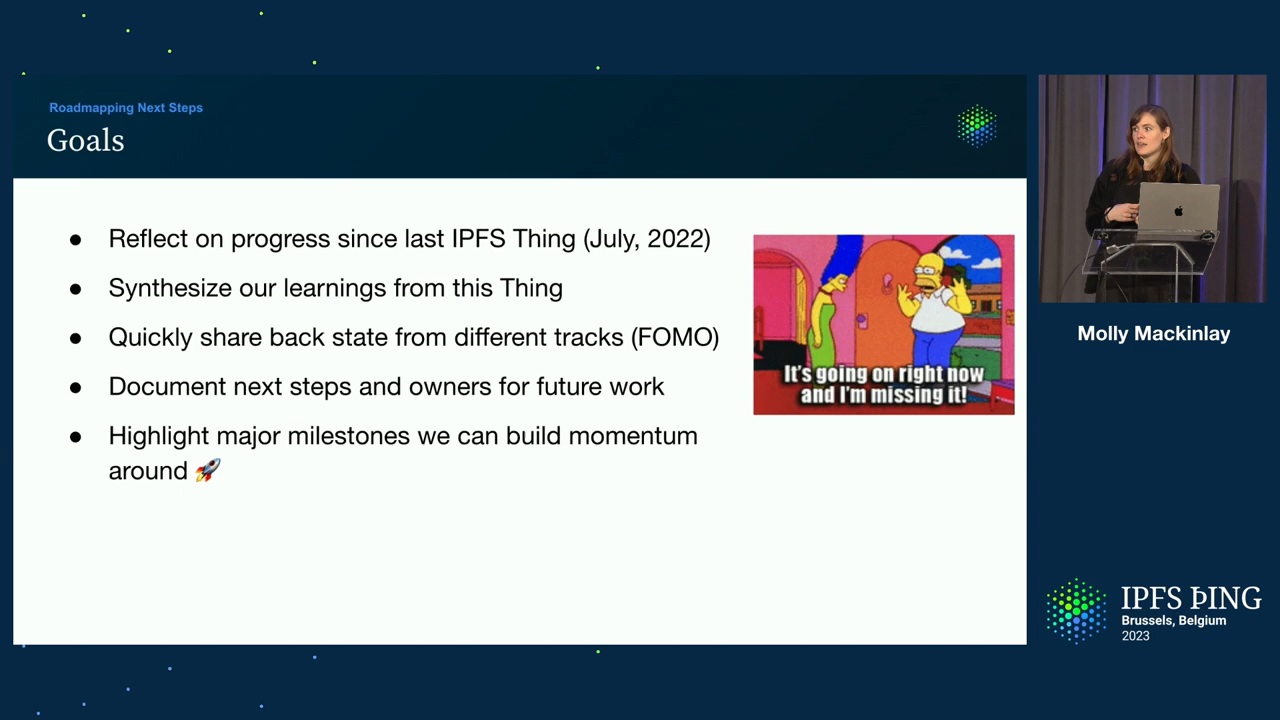 Roadmapping Next Steps
Goals
● Reflect on progress since last IPFS Thing (July, 2022)
● Synthesize our learnings from this Thing
● Quickly share back state from different tracks (FOMO)
● Document next steps and owners for future work
● Highlight major milestones we can build momentum
around 🚀
It's going on right now
and I'm missing it!
Molly Mackinlay
IPFS ÞING
Brussels, Belgium
2023